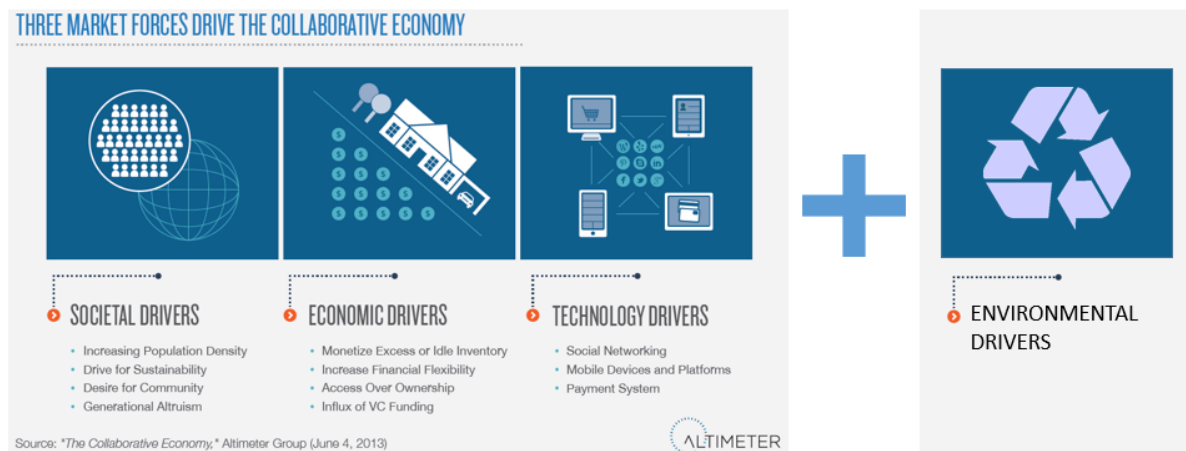 THREE MARKET FORCES DRIVE THE COLLABORATIVE ECONOMY
SOCIETAL DRIVERS
• Increasing Population Density
• Drive for Sustainability
• Desire for Community
• Generational Altruism
ECONOMIC DRIVERS
• Monetize Excess or Idle Inventory
• Increase Financial Flexibility
• Access Over Ownership
• Influx of VC Funding
TECHNOLOGY DRIVERS
• Social Networking
• Mobile Devices and Platforms
• Payment System
ENVIRONMENTAL
DRIVERS
Source: "The Collaborative Economy," Altimeter Group (June 4, 2013)
ALTIMETER